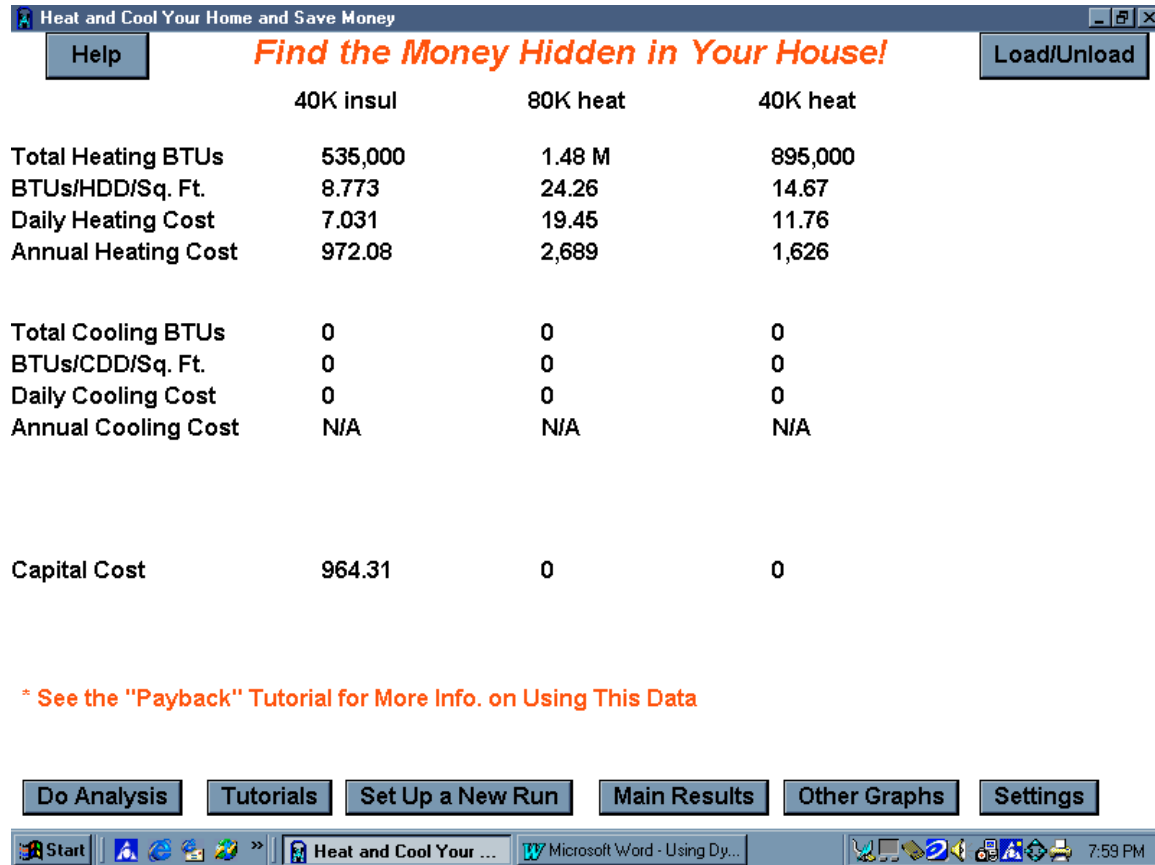 Heat and Cool Your Home and Save Money
Help Find the Money Hidden in Your House! Load/Unload
40K insul 80K heat 40K heat
Total Heating BTUs 535,000 1.48 M 895,000
BTUs/HDD/Sq. Ft. 8.773 24.26 14.67
Daily Heating Cost 7.031 19.45 11.76
Annual Heating Cost 972.08 2,689 1,626
Total Cooling BTUs 0 0 0
BTUs/CDD/Sq. Ft. 0 0 0
Daily Cooling Cost 0 0 0
Annual Cooling Cost N/A N/A N/A
Capital Cost 964.31 0 0
* See the "Payback" Tutorial for More Info. on Using This Data
Do Analysis Tutorials Set Up a New Run Main Results Other Graphs Settings
Start » Heat and Cool Your ... Microsoft Word - Using Dy... 7:59 PM